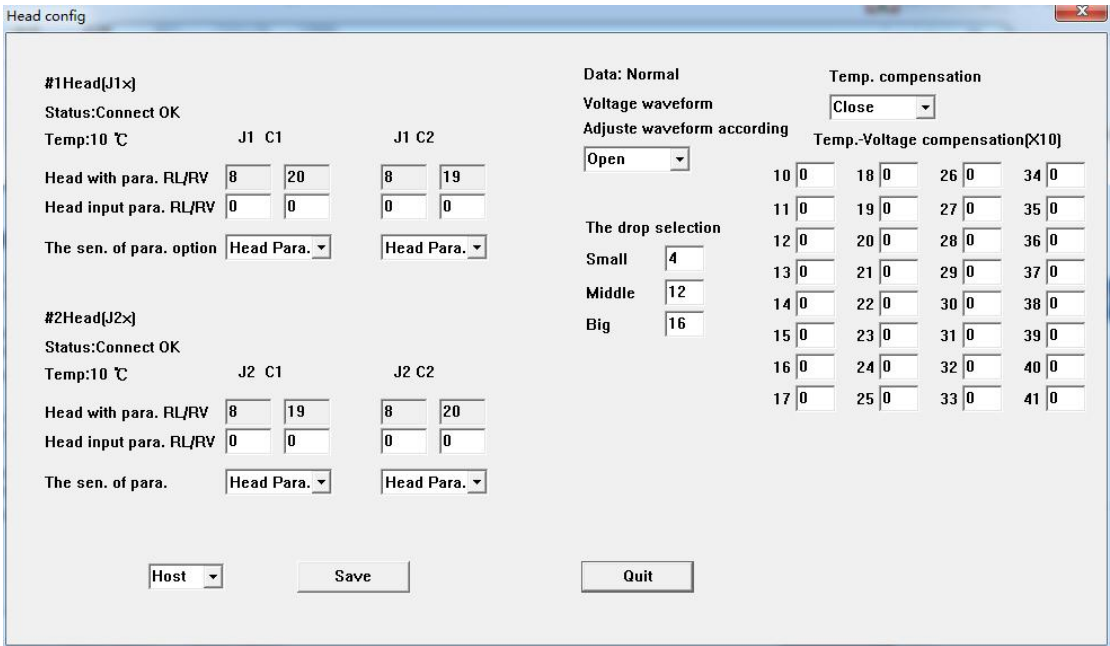 Head config
#1Head(J1x)
Status:Connect OK
Temp:10 ℃ J1 C1 J1 C2
Head with para. RL/RV 8 20 8 19
Head input para. RL/RV 0 0 0 0
The sen. of para. option Head Para. Head Para.
#2Head(J2x)
Status:Connect OK
Temp:10 ℃ J2 C1 J2 C2
Head with para. RL/RV 8 19 8 20
Head input para. RL/RV 0 0 0 0
The sen. of para. Head Para. Head Para.
Host Save Quit
Data: Normal
Voltage waveform
Adjuste waveform according
Open
The drop selection
Small 4
Middle 12
Big 16
Temp. compensation
Close
Temp.-Voltage compensation(X10)
10 0 18 0 26 0 34 0
11 0 19 0 27 0 35 0
12 0 20 0 28 0 36 0
13 0 21 0 29 0 37 0
14 0 22 0 30 0 38 0
15 0 23 0 31 0 39 0
16 0 24 0 32 0 40 0
17 0 25 0 33 0 41 0